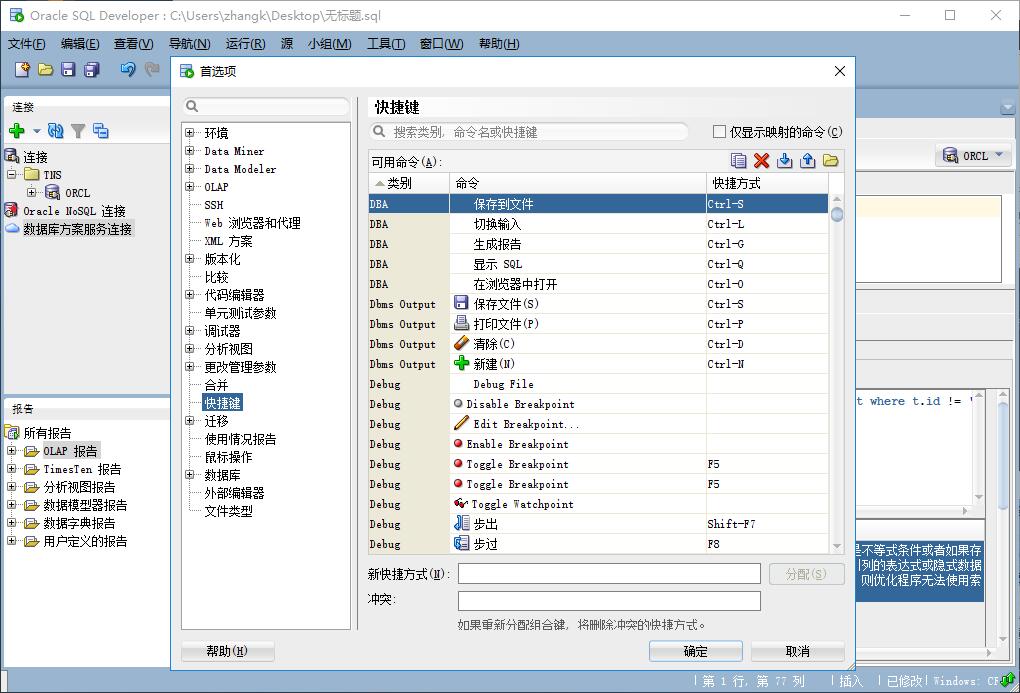 Oracle SQL Developer : C:\Users\zhangk\Desktop\无标题.sql
文件(F) 编辑(E) 查看(V) 导航(N) 运行(R) 源 小组(M) 工具(T) 窗口(W) 帮助(H)
连接
连接
TNS
ORCL
Oracle NoSQL 连接
数据库方案服务连接
报告
所有报告
OLAP 报告
TimesTen 报告
分析视图报告
数据模型器报告
数据字典报告
用户定义的报告
首选项
环境
Data Miner
Data Modeler
OLAP
SSH
Web 浏览器和代理
XML 方案
版本化
比较
代码编辑器
单元测试参数
调试器
分析视图
更改管理参数
合并
快捷键
迁移
使用情况报告
鼠标操作
数据库
外部编辑器
文件类型
快捷键
搜索类别, 命令名或快捷键
仅显示映射的命令(C)
可用命令(A):
类别 命令 快捷方式
DBA 保存到文件 Ctrl-S
DBA 切换输入 Ctrl-L
DBA 生成报告 Ctrl-G
DBA 显示 SQL Ctrl-Q
DBA 在浏览器中打开 Ctrl-O
Dbms Output 保存文件(S) Ctrl-S
Dbms Output 打印文件(P) Ctrl-P
Dbms Output 清除(C) Ctrl-D
Dbms Output 新建(N) Ctrl-N
Debug Debug File
Debug Disable Breakpoint
Debug Edit Breakpoint...
Debug Enable Breakpoint
Debug Toggle Breakpoint F5
Debug Toggle Breakpoint F5
Debug Toggle Watchpoint
Debug 步出 Shift-F7
Debug 步过 F8
新快捷方式(N):
分配(S)
冲突:
如果重新分配组合键, 将删除冲突的快捷方式。
帮助(H) 确定 取消
ORCL
t where t.id != '
是不等式条件或者如果存
列的表达式或隐式数据
则优化程序无法使用索
第 1 行, 第 77 列 插入 已修改 Windows: CR